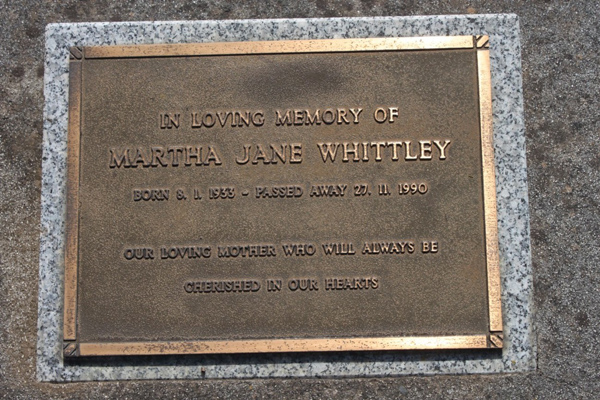 IN LOVING MEMORY OF
MARTHA JANE WHITTLEY
BORN 8. 1. 1933 - PASSED AWAY 27. 11. 1990
OUR LOVING MOTHER WHO WILL ALWAYS BE
CHERISHED IN OUR HEARTS